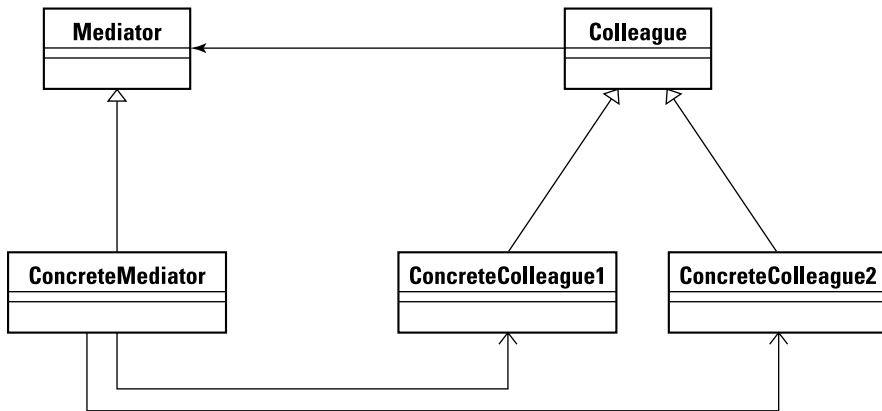 Mediator
Colleague
ConcreteMediator
ConcreteColleague1
ConcreteColleague2